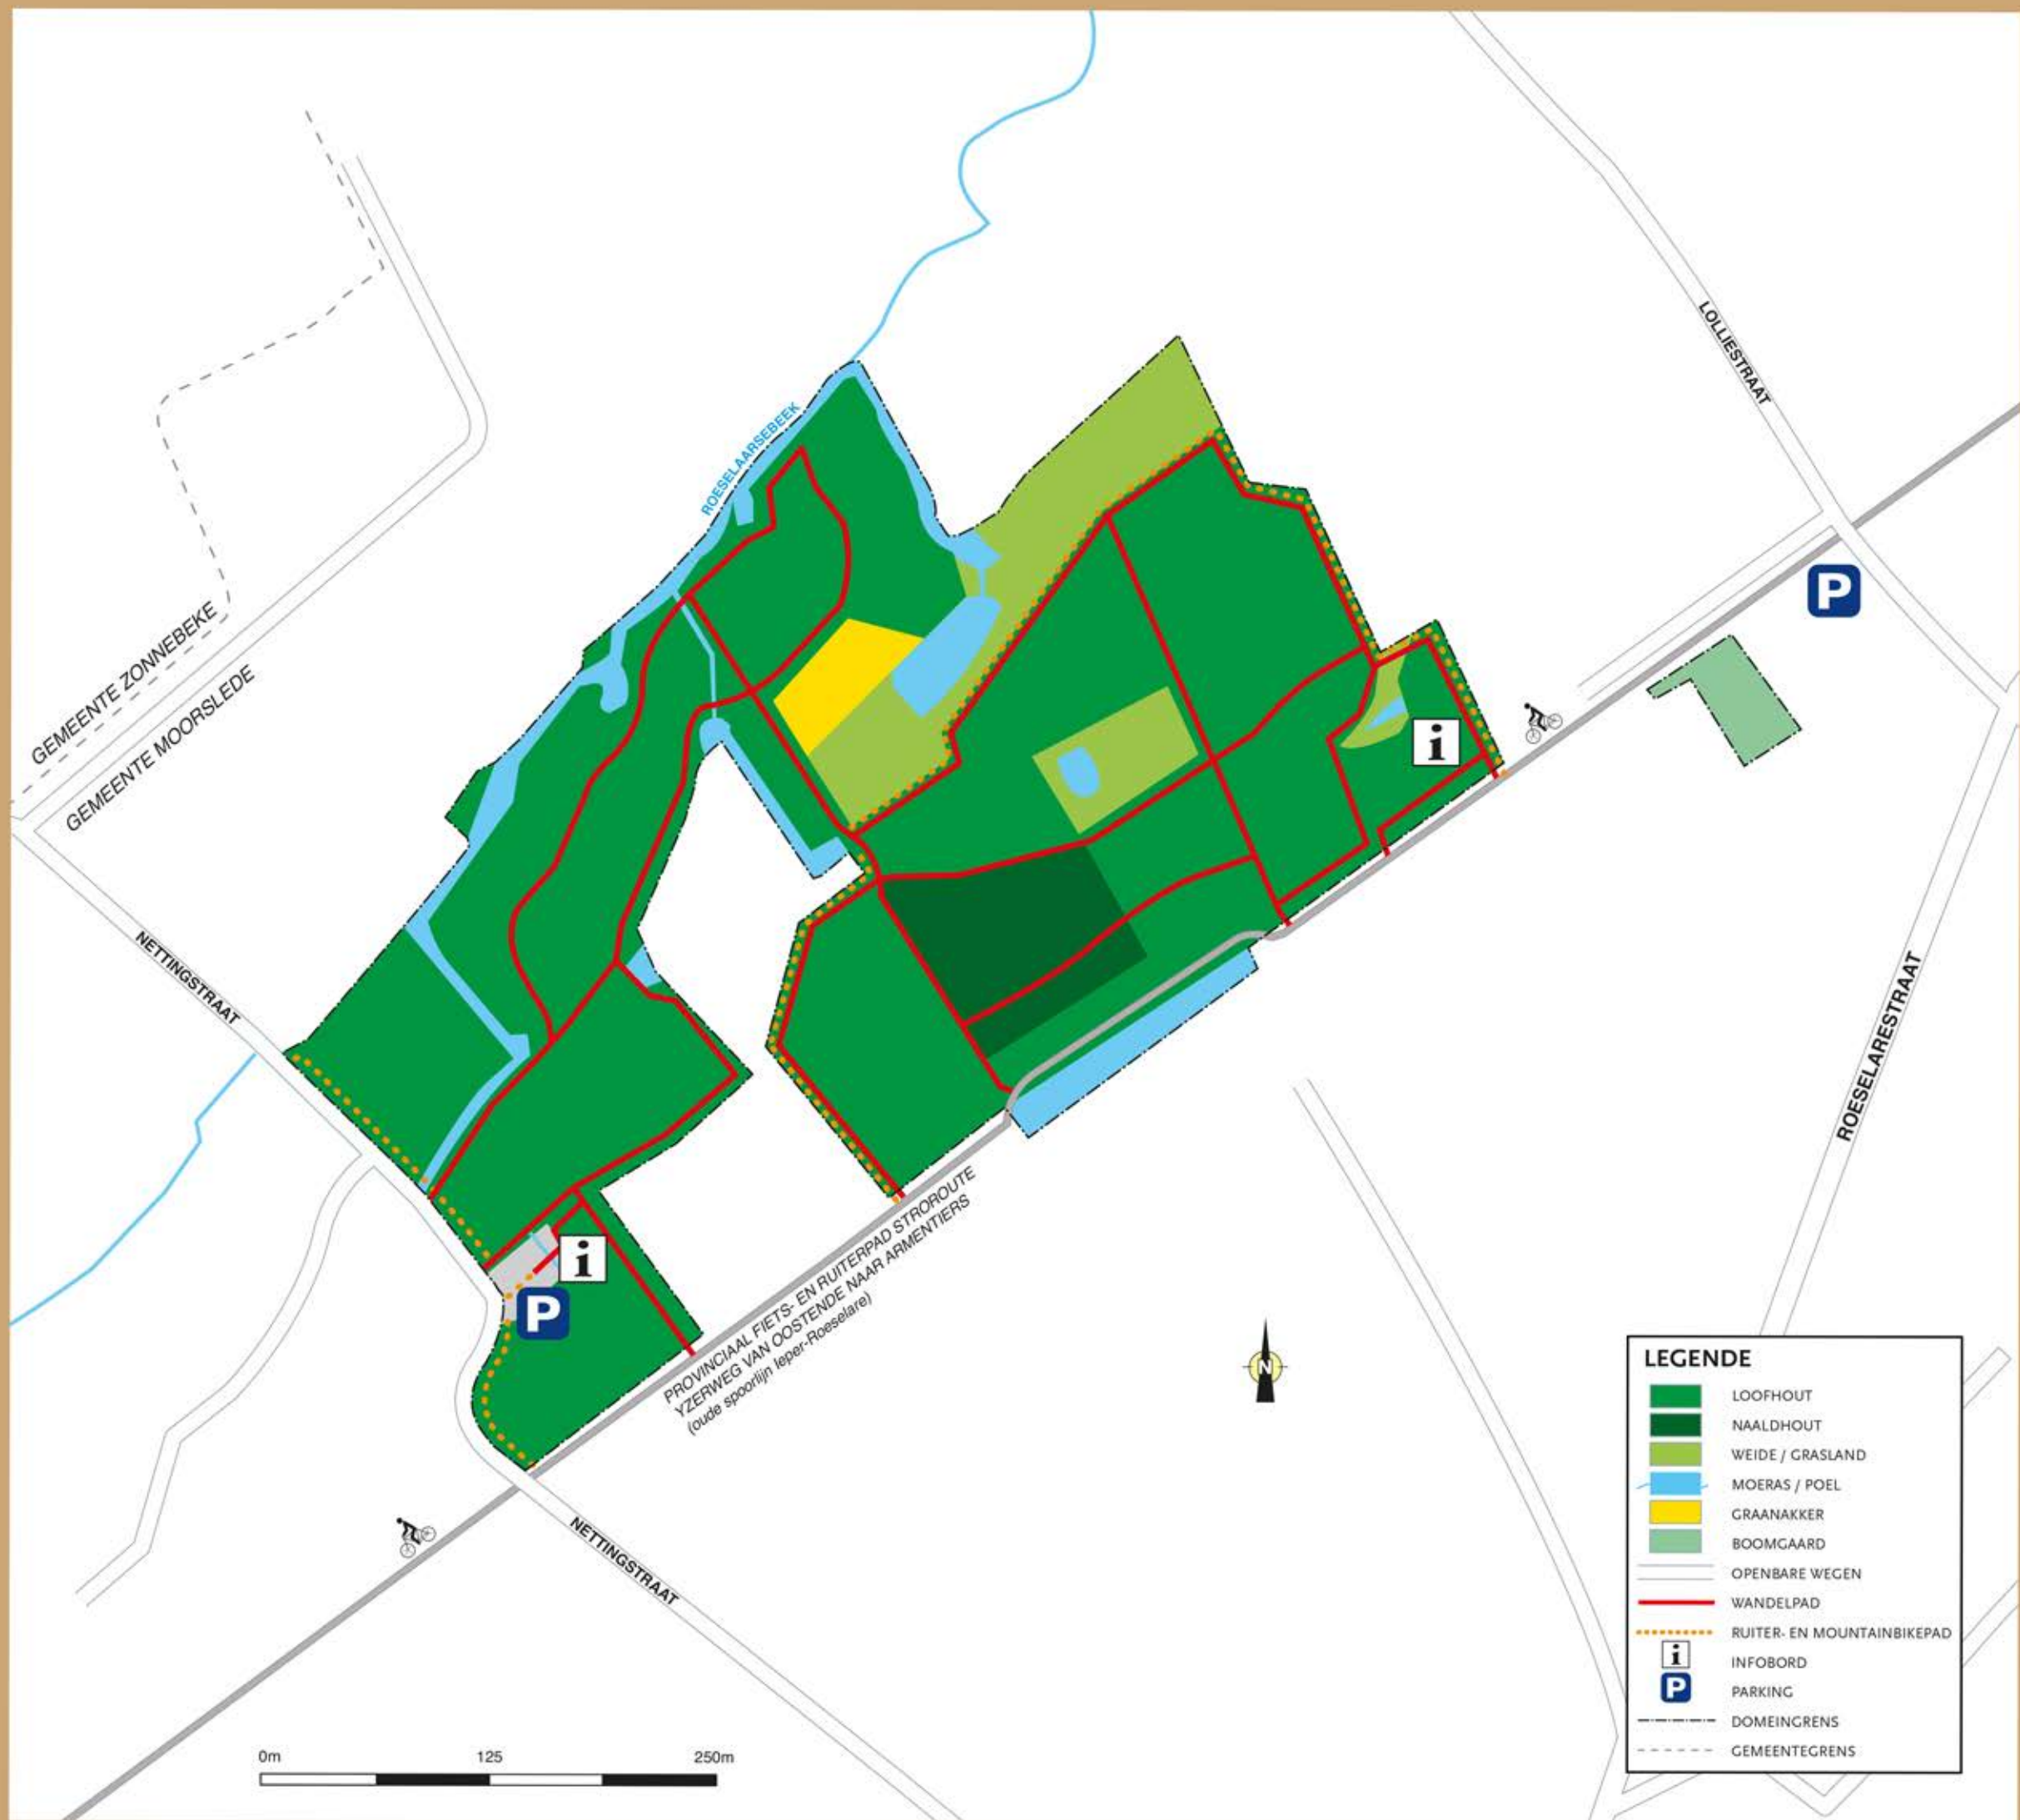 LOLLIESTRAAT
ROESELAARSEBEEK
P
GEMEENTE ZONNEBEKE
GEMEENTE MOORSLEDE
i
NETTINGSTRAAT
ROESELARESTRAAT
i
P
PROVINCIAAL FIETS- EN RUITERPAD STROROUTE
YZERWEG VAN OOSTENDE NAAR ARMENTIERS
(oude spoorlijn Ieper-Roeselare)
N
NETTINGSTRAAT
0m 125 250m
LEGENDE
LOOFHOUT
NAALDHOUT
WEIDE / GRASLAND
MOERAS / POEL
GRAANAKKER
BOOMGAARD
OPENBARE WEGEN
WANDELPAD
RUITER- EN MOUNTAINBIKEPAD
i INFOBORD
P PARKING
DOMEINGRENS
GEMEENTEGRENS